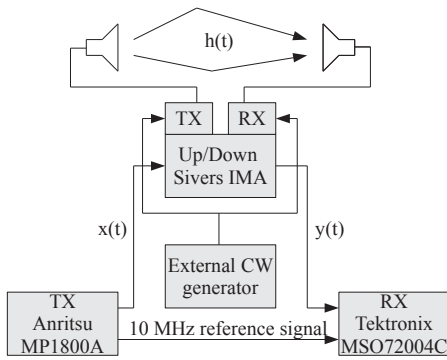 h(t)
TX
RX
Up/Down
Sivers IMA
x(t)
y(t)
External CW
generator
TX
Anritsu
MP1800A
10 MHz reference signal
RX
Tektronix
MSO72004C